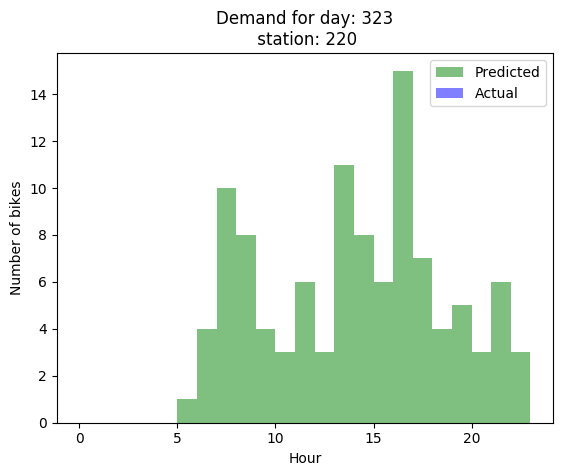 Demand for day: 323
station: 220
Predicted
Actual
Number of bikes
14
12
10
8
6
4
2
0
0 5 10 15 20
Hour